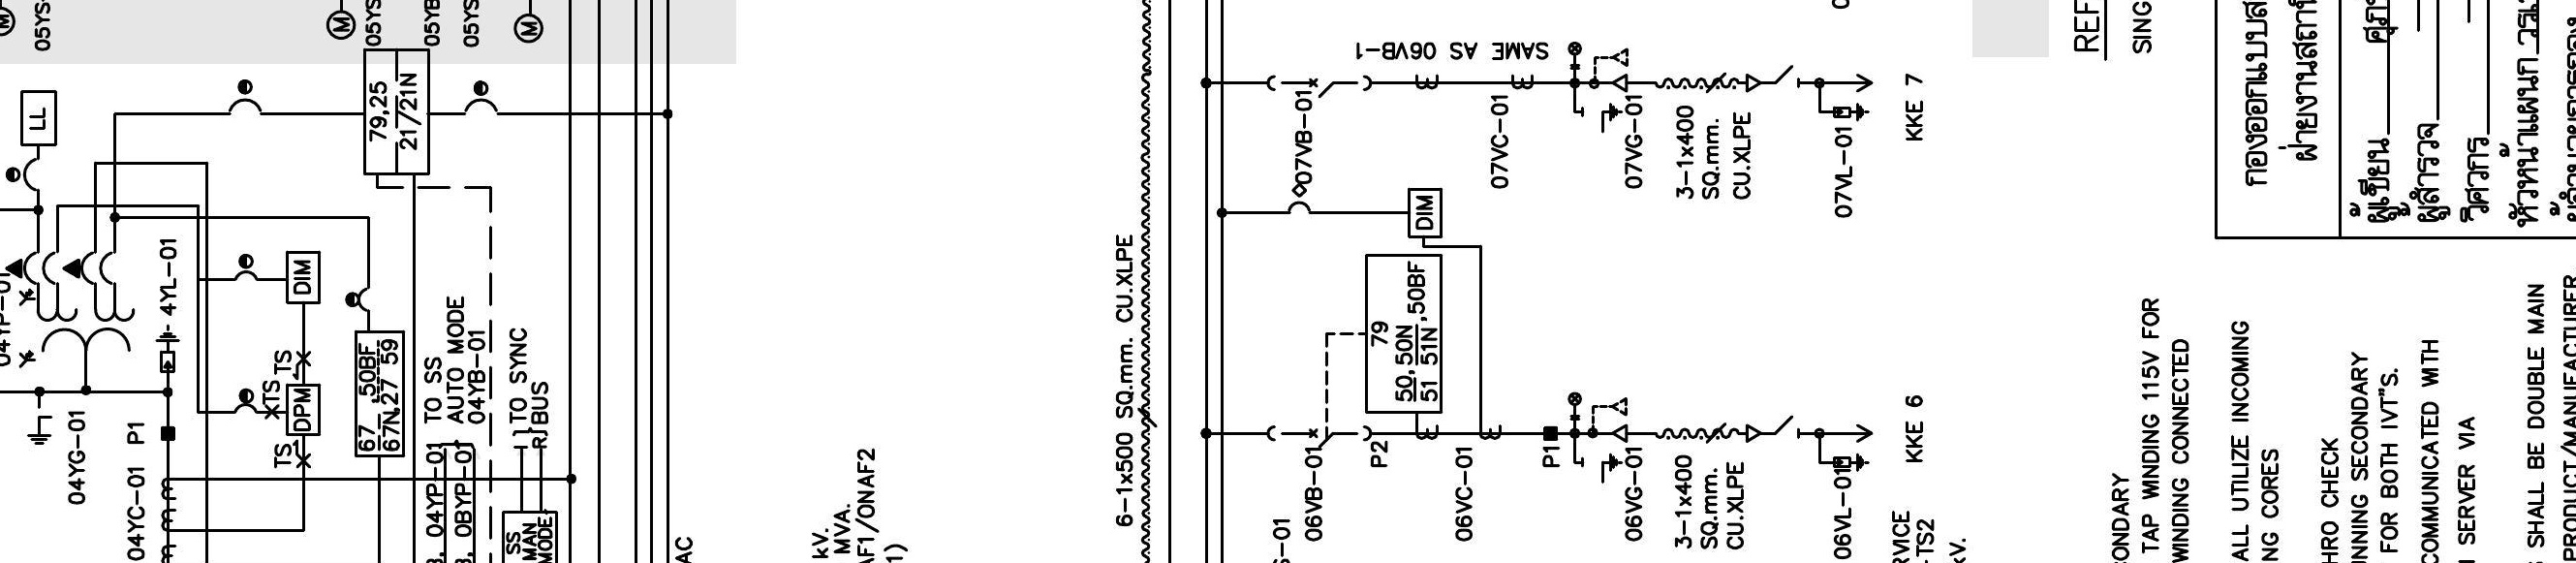 05YS-
05YS
05YB
05YS
M
M
M
LL
79,25
21/21N
DIM
DPM
TS
TS
XTS
4YL-01
04YG-01
04YC-01
P1
67
,50BF
67N,27 59
TO SS
AUTO MODE
04YB-01
TO SYNC
BUS
I
R
04YP-01
0BYP-01
SS
MAN
MODE
AC
kV.
MVA.
AF1/ONAF2
1)
6-1x500 SQ.mm. CU.XLPE
SAME AS 06VB-1
07VB-01
07VC-01
07VG-01
3-1x400
SQ.mm.
CU.XLPE
07VL-01
KKE 7
DIM
79
50,50N
51 51N
,50BF
06VB-01
P2
06VC-01
P1
06VG-01
3-1x400
SQ.mm.
CU.XLPE
06VL-01
KKE 6
S-01
RVICE
-TS2
kV.
REF
SING
กองออกแบบส
ฝ่ายงานสถานี
ผู้เขียน
ผู้สำรวจ
วิศวกร
หัวหน้าแผนก
ONDARY
TAP WINDING 115V FOR
WINDING CONNECTED
ALL UTILIZE INCOMING
NG CORES
HRO CHECK
NNING SECONDARY
FOR BOTH IVT"S.
COMMUNICATED WITH
SERVER VIA
S SHALL BE DOUBLE MAIN
PRODUCT/MANUFACTURER